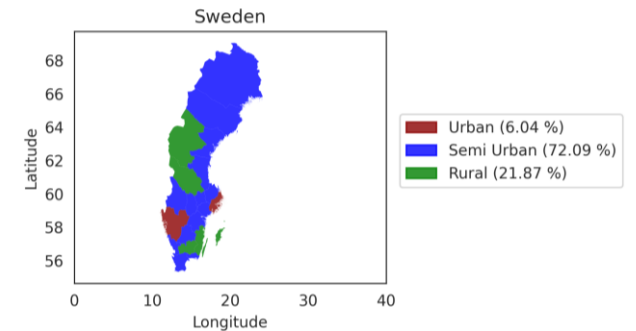 Sweden
68
66
64
62
60
58
56
Latitude
0 10 20 30 40
Longitude
Urban (6.04 %)
Semi Urban (72.09 %)
Rural (21.87 %)